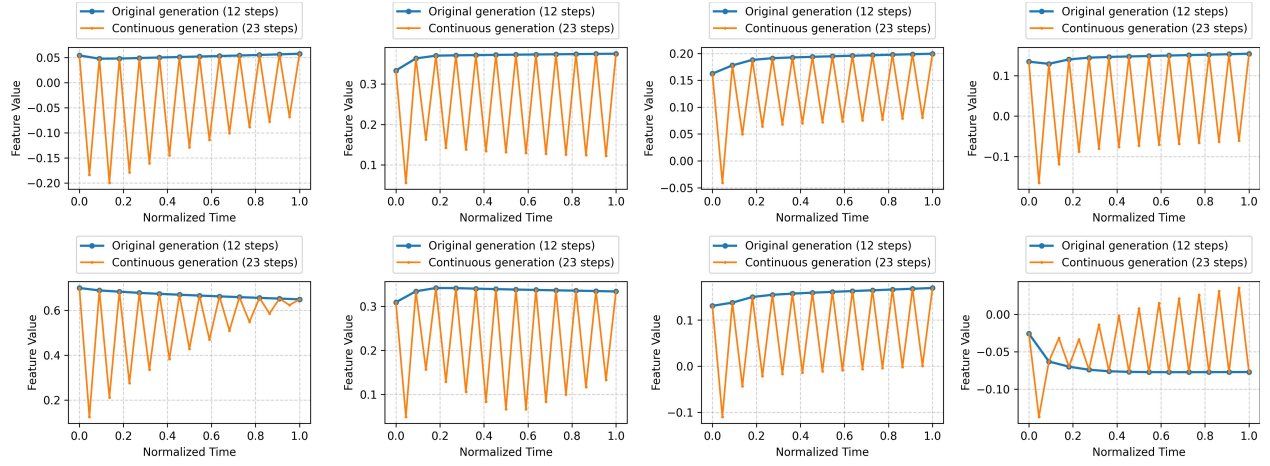 Original generation (12 steps)
Continuous generation (23 steps)
Feature Value
0.05
0.00
−0.05
−0.10
−0.15
−0.20
0.0 0.2 0.4 0.6 0.8 1.0
Normalized Time
Original generation (12 steps)
Continuous generation (23 steps)
Feature Value
0.3
0.2
0.1
0.0 0.2 0.4 0.6 0.8 1.0
Normalized Time
Original generation (12 steps)
Continuous generation (23 steps)
Feature Value
0.20
0.15
0.10
0.05
0.00
−0.05
0.0 0.2 0.4 0.6 0.8 1.0
Normalized Time
Original generation (12 steps)
Continuous generation (23 steps)
Feature Value
0.1
0.0
−0.1
0.0 0.2 0.4 0.6 0.8 1.0
Normalized Time
Original generation (12 steps)
Continuous generation (23 steps)
Feature Value
0.6
0.4
0.2
0.0 0.2 0.4 0.6 0.8 1.0
Normalized Time
Original generation (12 steps)
Continuous generation (23 steps)
Feature Value
0.3
0.2
0.1
0.0 0.2 0.4 0.6 0.8 1.0
Normalized Time
Original generation (12 steps)
Continuous generation (23 steps)
Feature Value
0.1
0.0
−0.1
0.0 0.2 0.4 0.6 0.8 1.0
Normalized Time
Original generation (12 steps)
Continuous generation (23 steps)
Feature Value
0.00
−0.05
−0.10
0.0 0.2 0.4 0.6 0.8 1.0
Normalized Time